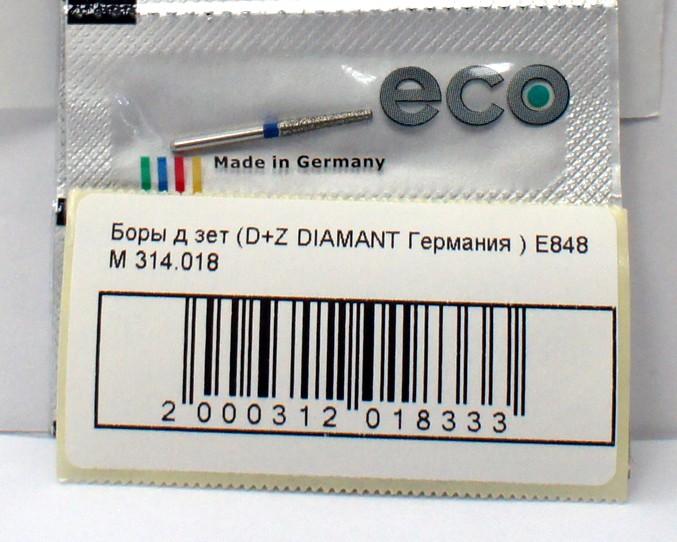 eco
Made in Germany
Боры д зет (D+Z DIAMANT Германия ) E848
M 314.018
2 000312 018333